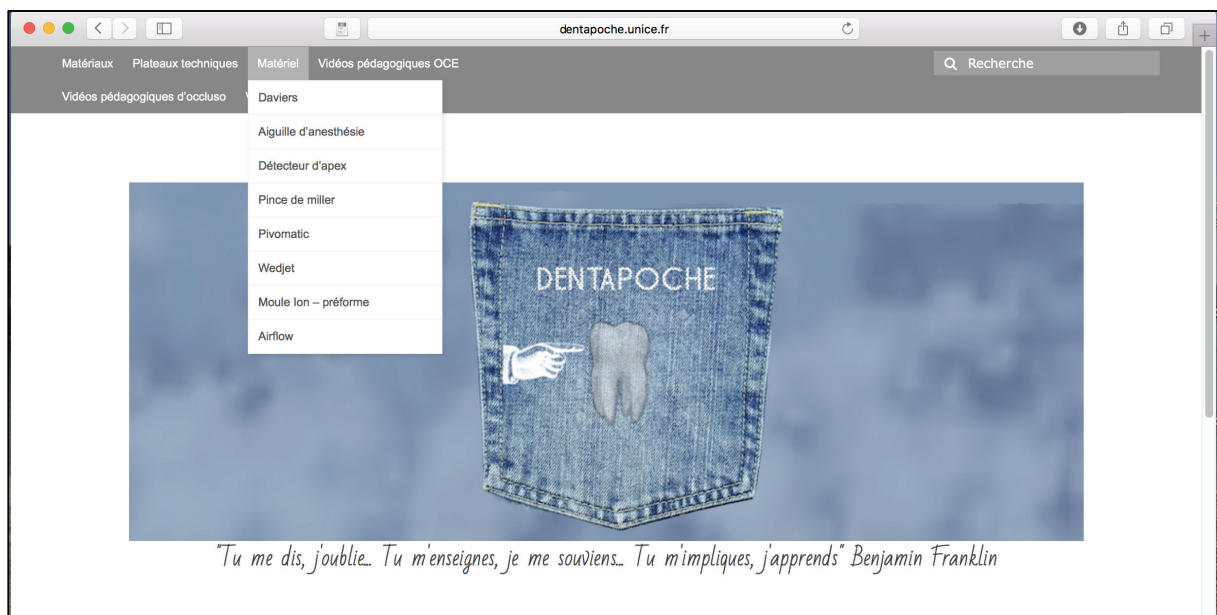 dentapoche.unice.fr
Matériaux Plateaux techniques Matériel Vidéos pédagogiques OCE Recherche
Vidéos pédagogiques d'occluso
Daviers
Aiguille d'anesthésie
Détecteur d'apex
Pince de miller
Pivomatic
Wedjet
Moule Ion – préforme
Airflow
DENTAPOCHE
"Tu me dis, j'oublie... Tu m'enseignes, je me souviens... Tu m'impliques, j'apprends" Benjamin Franklin